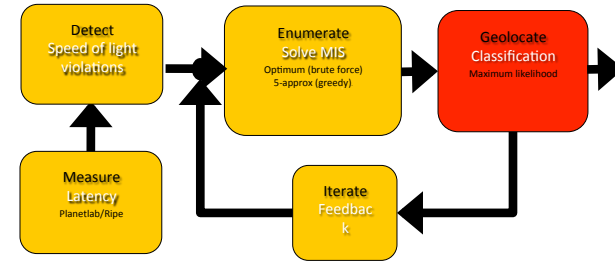 Detect
Speed of light
violations
Enumerate
Solve MIS
Optimum (brute force)
5-approx (greedy)
Geolocate
Classification
Maximum likelihood
Measure
Latency
Planetlab/Ripe
Iterate
Feedbac
k